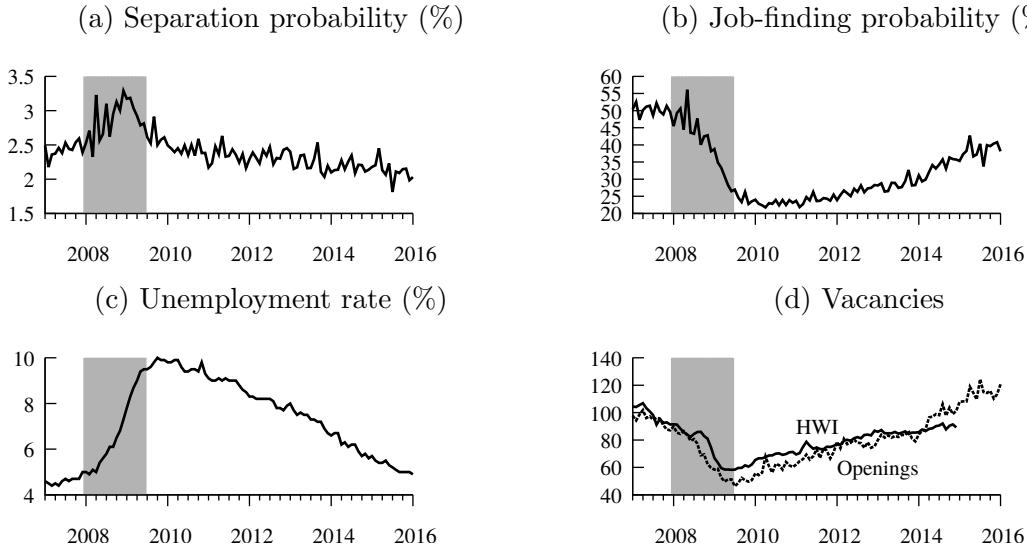 (a) Separation probability (%)
3.5
3
2.5
2
1.5
2008 2010 2012 2014 2016
(b) Job-finding probability (%
60
55
50
45
40
35
30
25
20
2008 2010 2012 2014 2016
(c) Unemployment rate (%)
10
8
6
4
2008 2010 2012 2014 2016
(d) Vacancies
140
120
100
80
60
40
HWI
Openings
2008 2010 2012 2014 2016